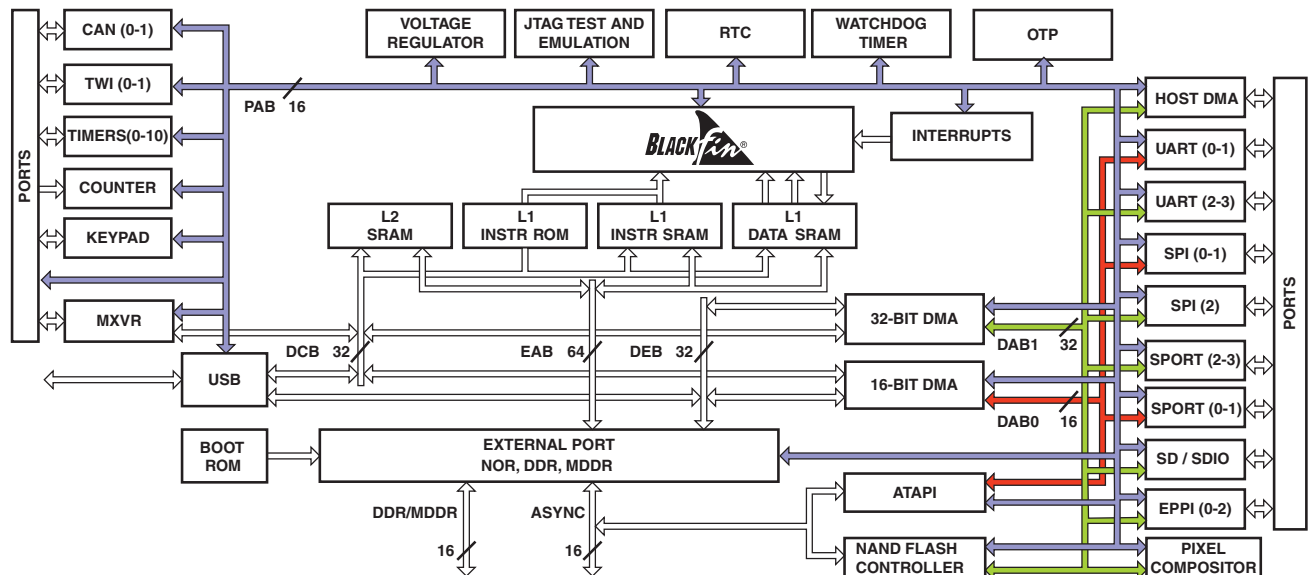 PORTS
CAN (0-1)
TWI (0-1)
TIMERS(0-10)
COUNTER
KEYPAD
MXVR
USB
PAB 16
VOLTAGE
REGULATOR
JTAG TEST AND
EMULATION
RTC
WATCHDOG
TIMER
OTP
BLACKfin®
INTERRUPTS
L2
SRAM
L1
INSTR ROM
L1
INSTR SRAM
L1
DATA SRAM
DCB 32
EAB 64
DEB 32
32-BIT DMA
16-BIT DMA
DAB1 32
DAB0 16
BOOT
ROM
EXTERNAL PORT
NOR, DDR, MDDR
DDR/MDDR
16
ASYNC
16
ATAPI
NAND FLASH
CONTROLLER
HOST DMA
UART (0-1)
UART (2-3)
SPI (0-1)
SPI (2)
SPORT (2-3)
SPORT (0-1)
SD / SDIO
EPPI (0-2)
PIXEL
COMPOSITOR
PORTS